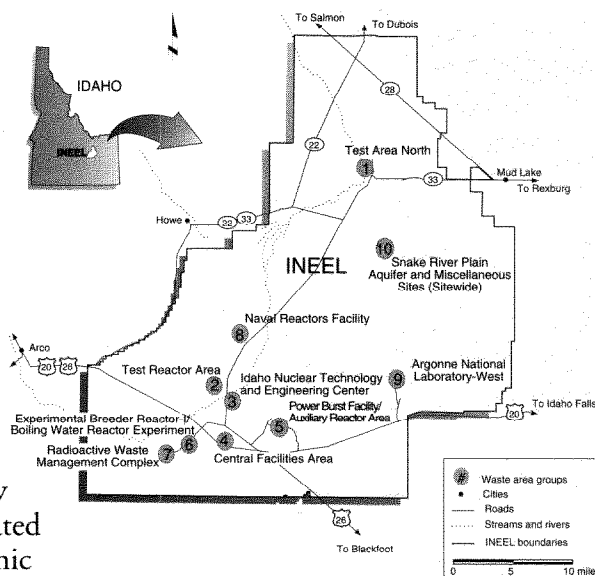 To Salmon
To Dubois
IDAHO
INEEL
28
22
Test Area North
1
33
Mud Lake
To Rexburg
Howe
22
33
10
INEEL
Snake River Plain
Aquifer and Miscellaneous
Sites (Sitewide)
8
Naval Reactors Facility
Arco
20
26
Test Reactor Area
2
Idaho Nuclear Technology
and Engineering Center
3
Argonne National
Laboratory-West
9
Power Burst Facility/
Auxiliary Reactor Area
5
To Idaho Falls
20
Experimental Breeder Reactor I/
Boiling Water Reactor Experiment
6
4
Radioactive Waste
Management Complex
7
Central Facilities Area
26
To Blackfoot
# Waste area groups
Cities
Roads
Streams and rivers
INEEL boundaries
0 5 10 mile
y
ated
nic